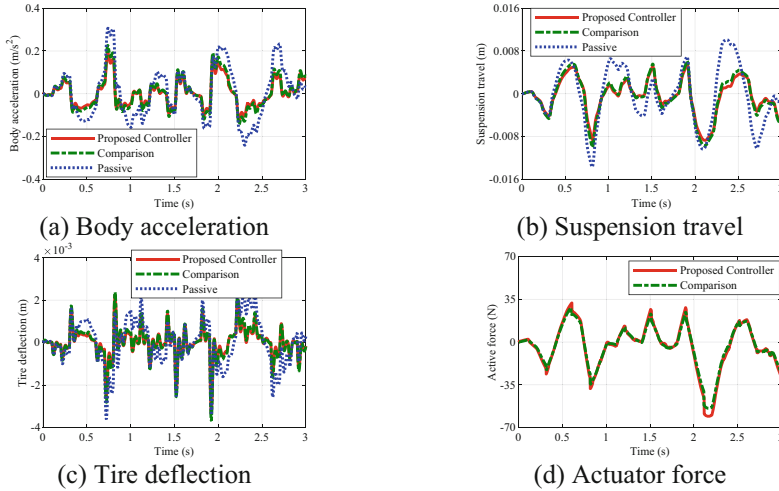 0.4
0.2
0
-0.2
-0.4
Body acceleration (m/s²)
Proposed Controller
Comparison
Passive
0 0.5 1 1.5 2 2.5 3
Time (s)
(a) Body acceleration
0.016
0.008
0
-0.008
-0.016
Suspension travel (m)
Proposed Controller
Comparison
Passive
0 0.5 1 1.5 2 2.5 3
Time (s)
(b) Suspension travel
× 10⁻³
4
2
0
-2
-4
Tire deflection (m)
Proposed Controller
Comparison
Passive
0 0.5 1 1.5 2 2.5 3
Time (s)
(c) Tire deflection
70
35
0
-35
-70
Active force (N)
Proposed Controller
Comparison
0 0.5 1 1.5 2 2.5 3
Time (s)
(d) Actuator force